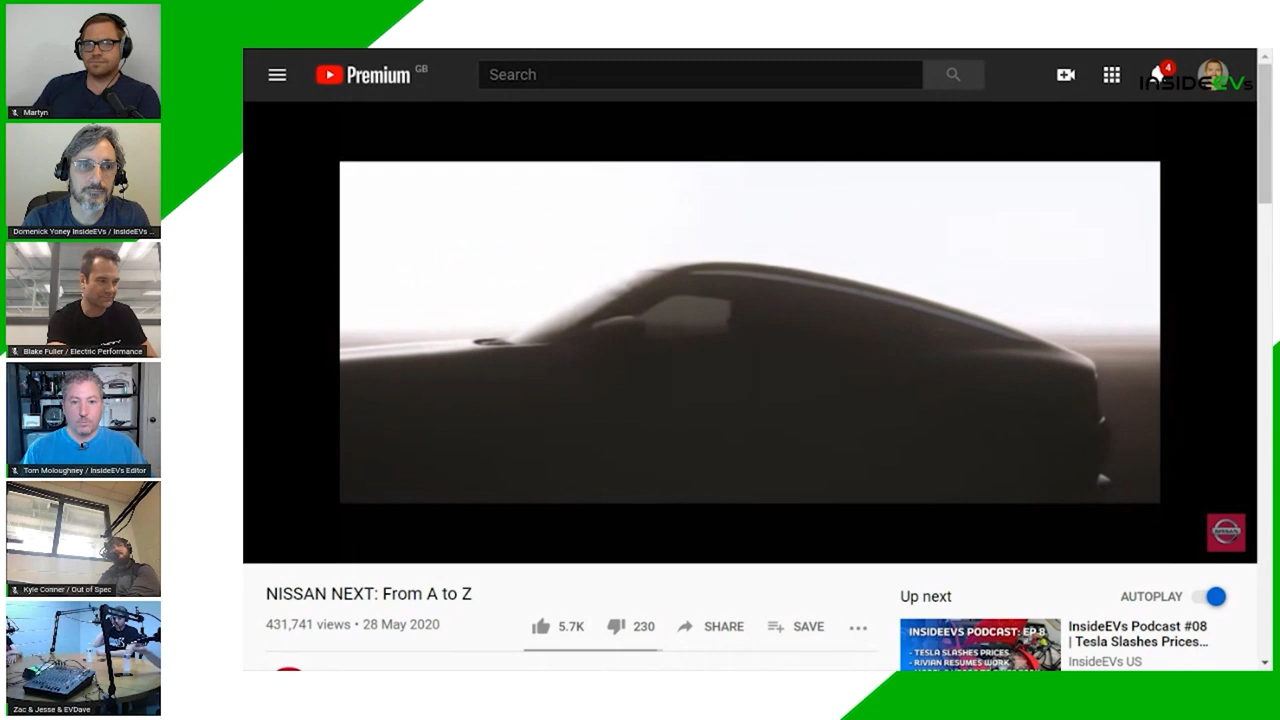 Martyn
Domenick Yoney InsideEVs / InsideEVs ...
Blake Fuller / Electric Performance
Tom Moloughney / InsideEVs Editor
Kyle Conner / Out of Spec
Zac & Jesse & EVDave
Premium GB
Search
4
INSIDEEVs
NISSAN
NISSAN NEXT: From A to Z
431,741 views • 28 May 2020
5.7K
230
SHARE
SAVE
Up next
AUTOPLAY
INSIDEEVS PODCAST: EP 8
- TESLA SLASHES PRICES
- RIVIAN RESUMES WORK
InsideEVs Podcast #08
| Tesla Slashes Prices...
InsideEVs US